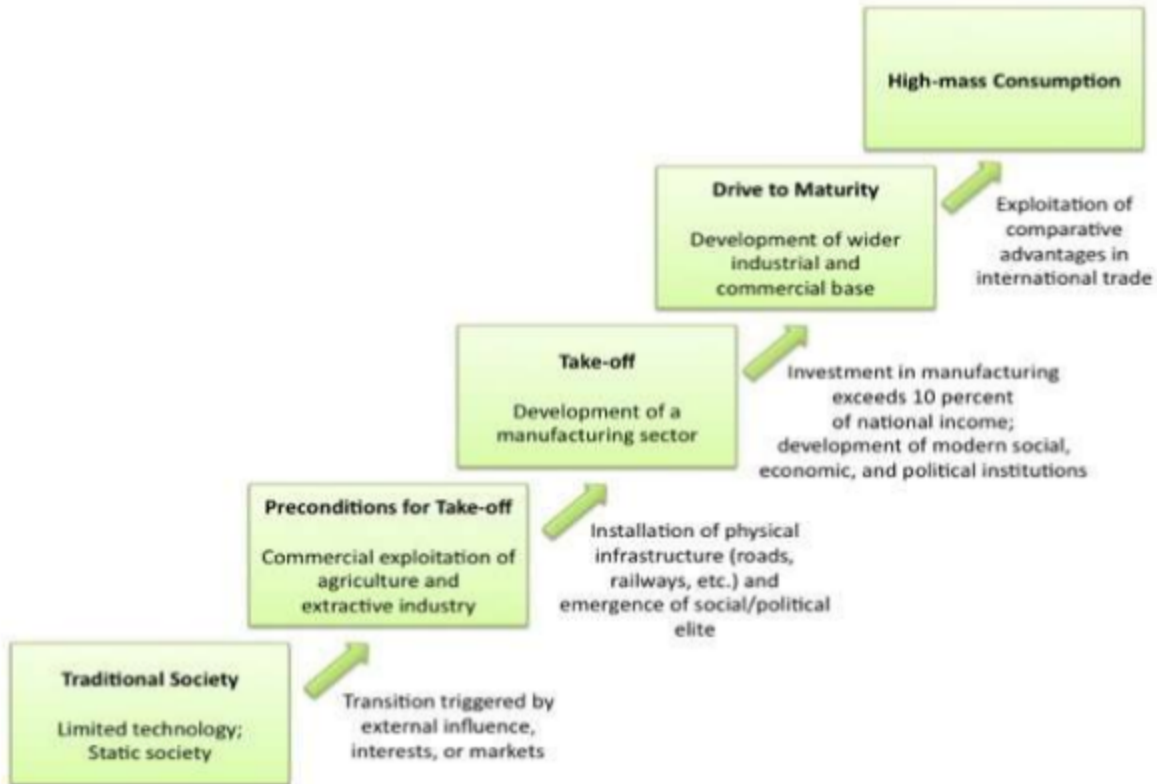 High-mass Consumption
Exploitation of
comparative
advantages in
international trade
Drive to Maturity
Development of wider
industrial and
commercial base
Investment in manufacturing
exceeds 10 percent
of national income;
development of modern social,
economic, and political institutions
Take-off
Development of a
manufacturing sector
Installation of physical
infrastructure (roads,
railways, etc.) and
emergence of social/political
elite
Preconditions for Take-off
Commercial exploitation of
agriculture and
extractive industry
Transition triggered by
external influence,
interests, or markets
Traditional Society
Limited technology;
Static society